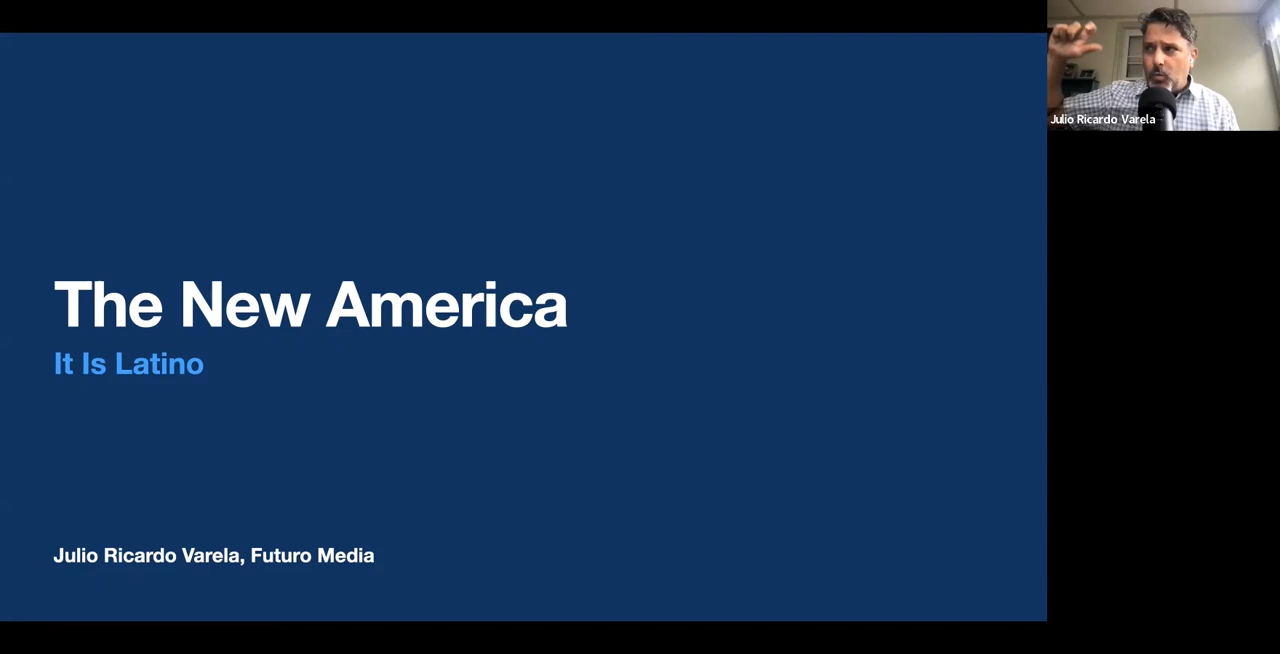 The New America
It Is Latino
Julio Ricardo Varela, Futuro Media
Julio Ricardo Varela